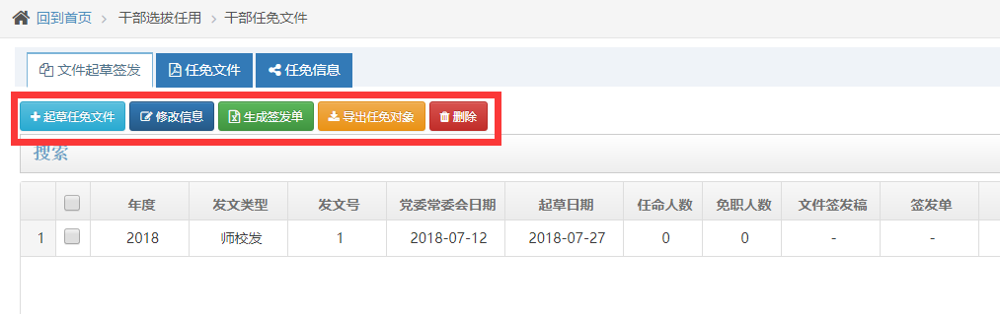 回到首页 > 干部选拔任用 > 干部任免文件
文件起草签发 任免文件 任免信息
起草任免文件 修改信息 生成签发单 导出任免对象 删除
搜索
年度 发文类型 发文号 党委常委会日期 起草日期 任命人数 免职人数 文件签发稿 签发单
1 2018 师校发 1 2018-07-12 2018-07-27 0 0 - -